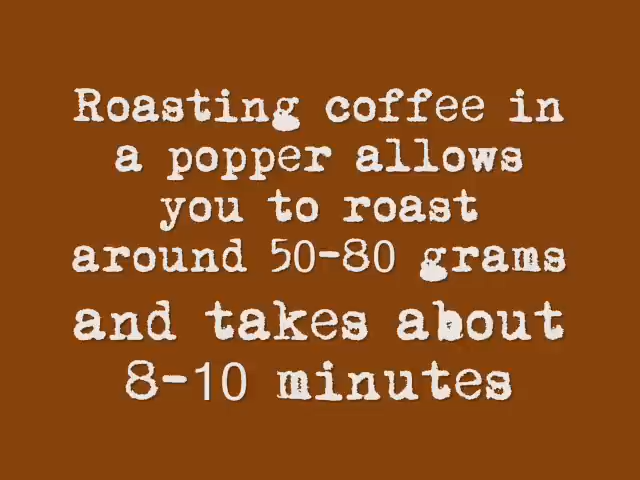 Roasting coffee in
a popper allows
you to roast
around 50-80 grams
and takes about
8-10 minutes